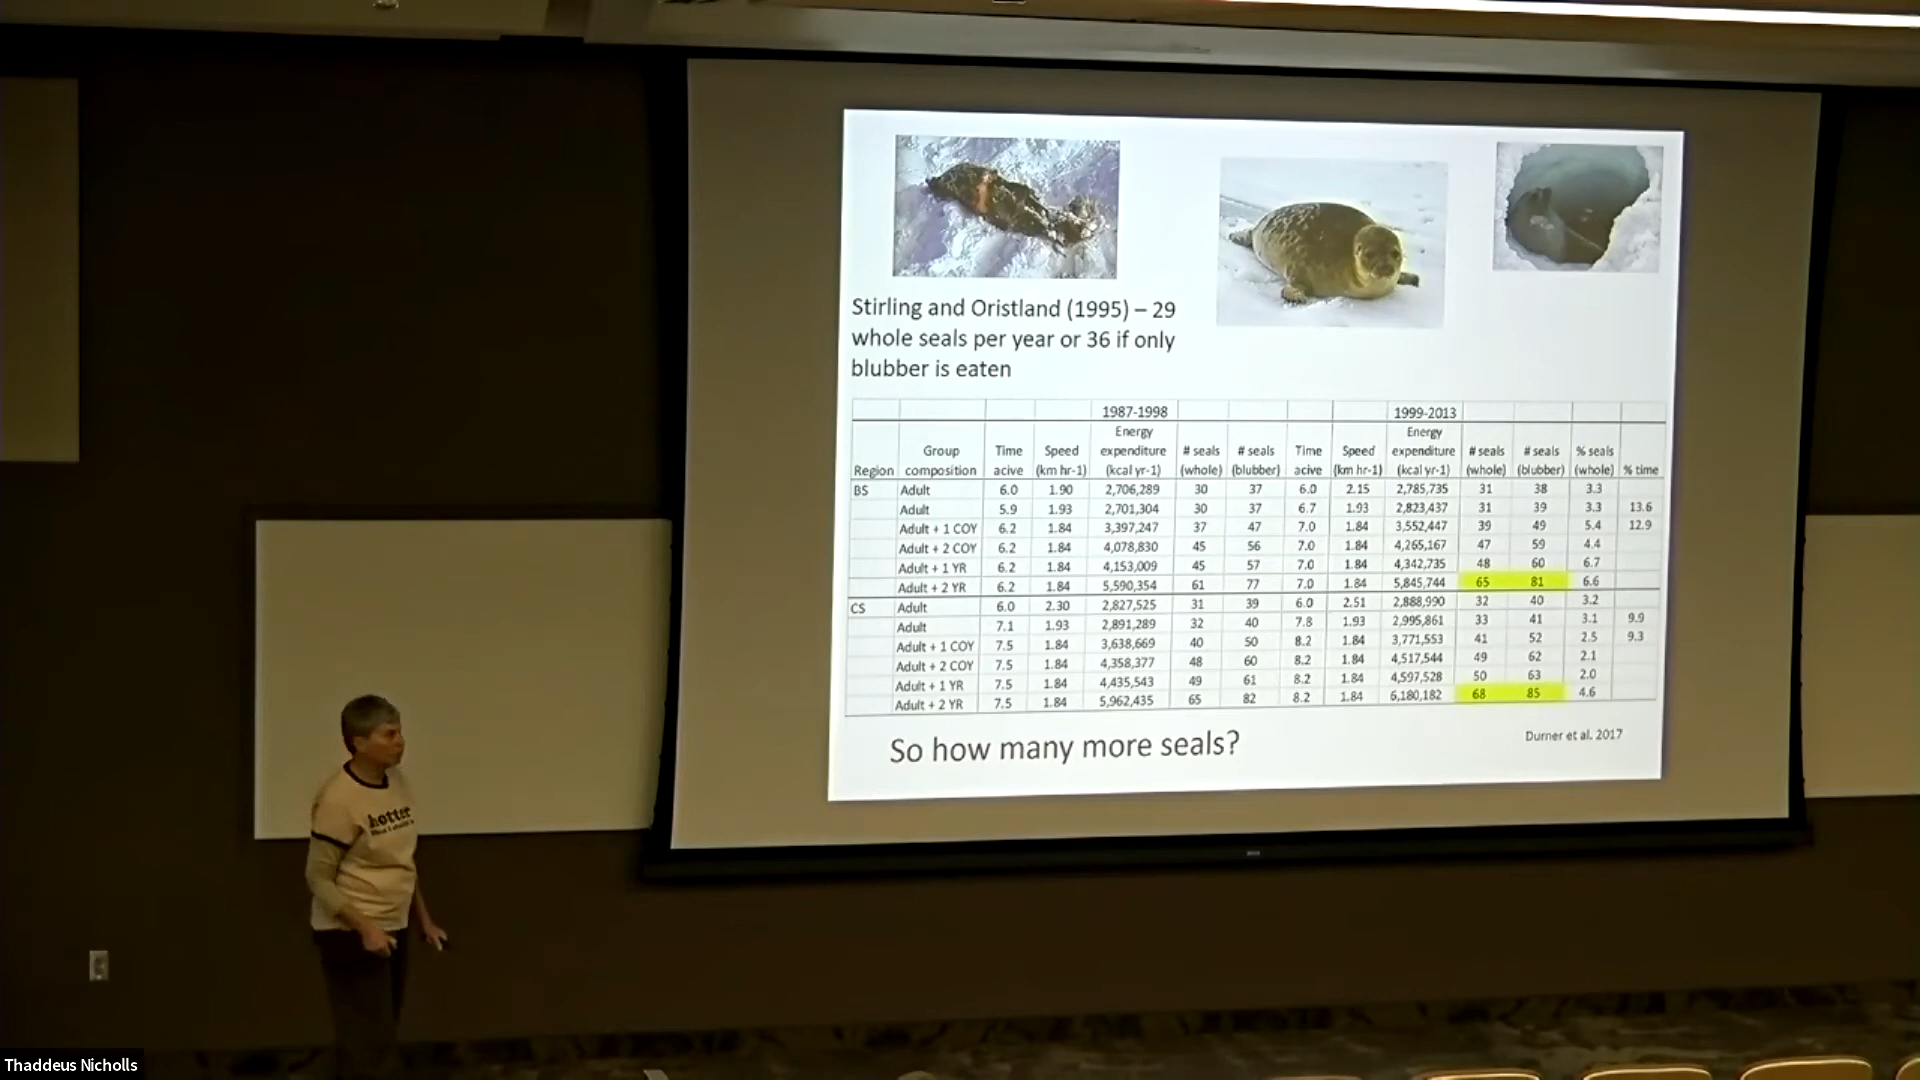 Stirling and Oristland (1995) – 29
whole seals per year or 36 if only
blubber is eaten
1987-1998 1999-2013
Region Group composition Time acive Speed (km hr-1) Energy expenditure (kcal yr-1) # seals (whole) # seals (blubber) Time acive Speed (km hr-1) Energy expenditure (kcal yr-1) # seals (whole) # seals (blubber) % seals (whole) % time
BS Adult 6.0 1.90 2,706,289 30 37 6.0 2.15 2,785,735 31 38 3.3
Adult 5.9 1.93 2,701,304 30 37 6.7 1.93 2,823,437 31 39 3.3 13.6
Adult + 1 COY 6.2 1.84 3,397,247 37 47 7.0 1.84 3,552,447 39 49 5.4 12.9
Adult + 2 COY 6.2 1.84 4,078,830 45 56 7.0 1.84 4,265,167 47 59 4.4
Adult + 1 YR 6.2 1.84 4,153,009 45 57 7.0 1.84 4,342,735 48 60 6.7
Adult + 2 YR 6.2 1.84 5,590,354 61 77 7.0 1.84 5,845,744 65 81 6.6
CS Adult 6.0 2.30 2,827,525 31 39 6.0 2.51 2,888,990 32 40 3.2
Adult 7.1 1.93 2,891,289 32 40 7.8 1.93 2,995,861 33 41 3.1 9.9
Adult + 1 COY 7.5 1.84 3,638,669 40 50 8.2 1.84 3,771,553 41 52 2.5 9.3
Adult + 2 COY 7.5 1.84 4,358,377 48 60 8.2 1.84 4,517,544 49 62 2.1
Adult + 1 YR 7.5 1.84 4,435,543 49 61 8.2 1.84 4,597,528 50 63 2.0
Adult + 2 YR 7.5 1.84 5,962,435 65 82 8.2 1.84 6,180,182 68 85 4.6
So how many more seals?
Durner et al. 2017
hotter
Thaddeus Nicholls